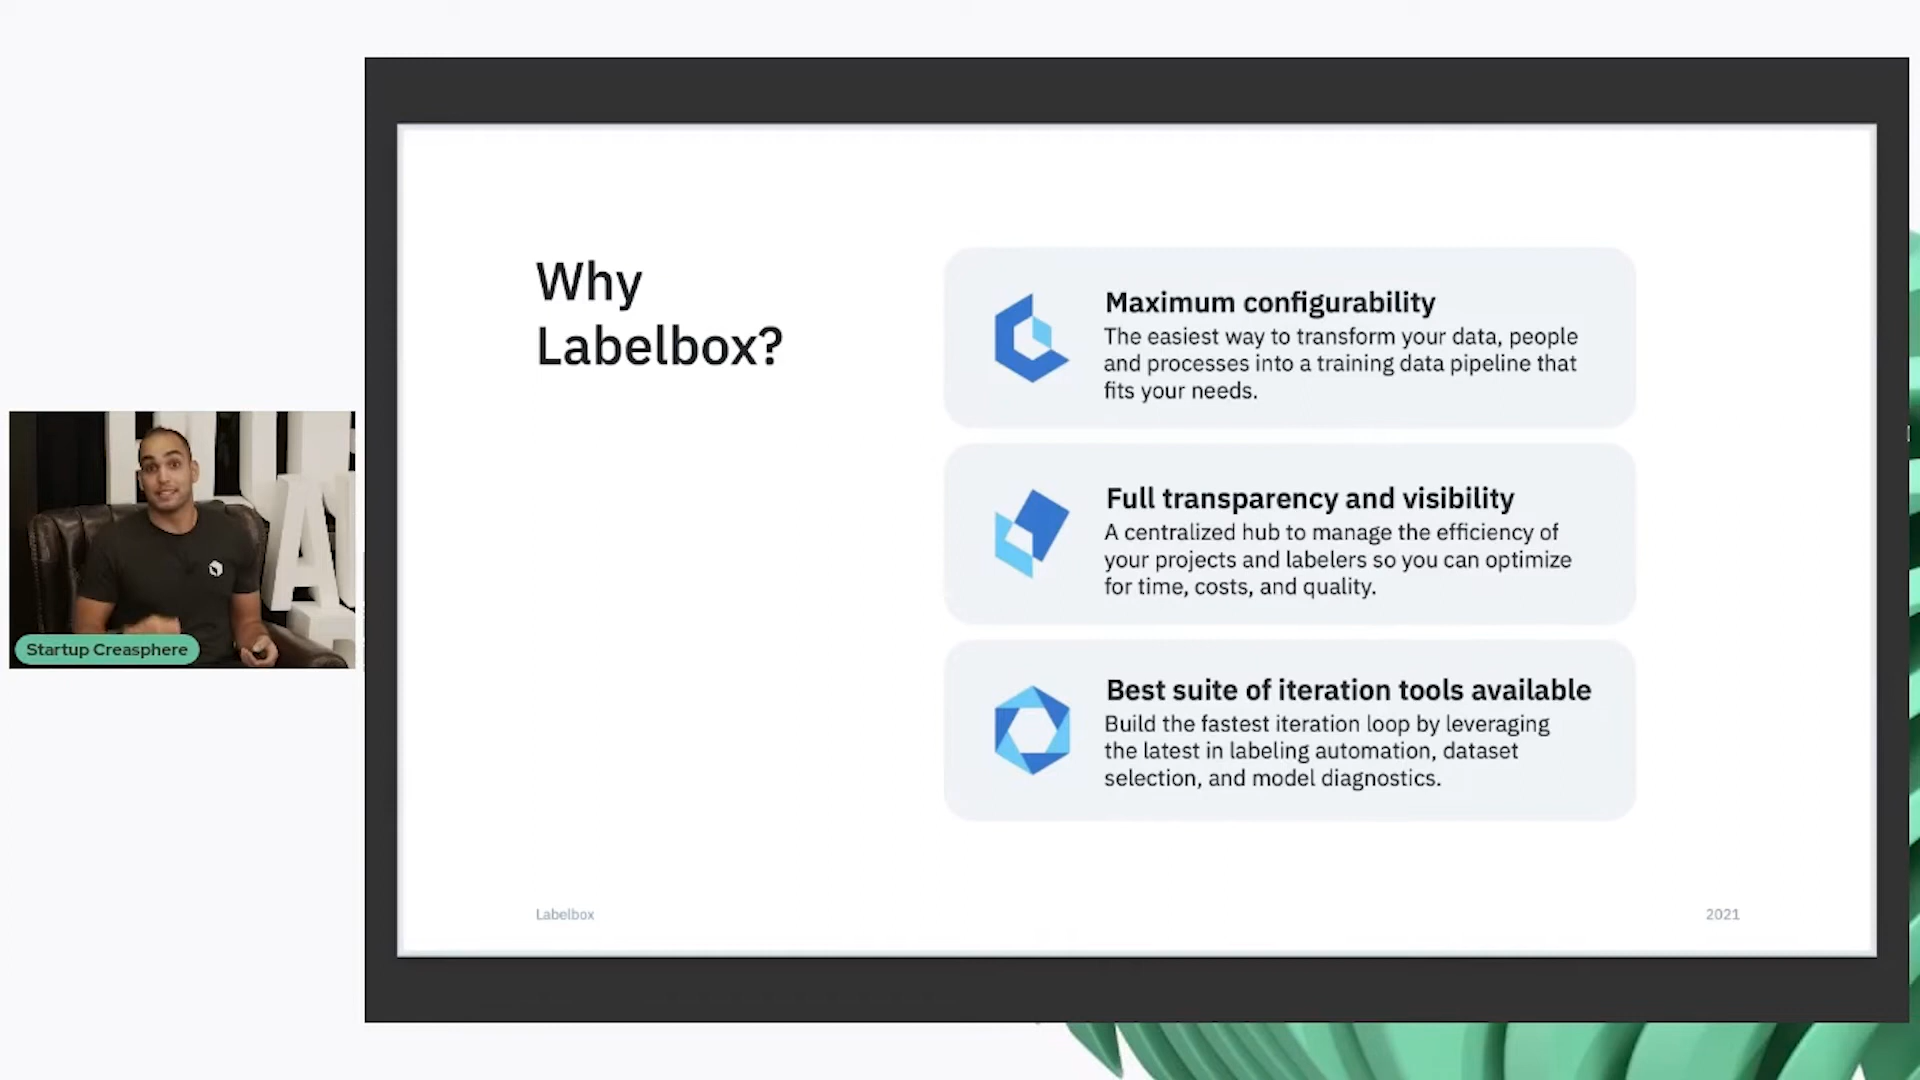 Why
Labelbox?
Maximum configurability
The easiest way to transform your data, people
and processes into a training data pipeline that
fits your needs.
Full transparency and visibility
A centralized hub to manage the efficiency of
your projects and labelers so you can optimize
for time, costs, and quality.
Best suite of iteration tools available
Build the fastest iteration loop by leveraging
the latest in labeling automation, dataset
selection, and model diagnostics.
Labelbox
2021
Startup Creasphere